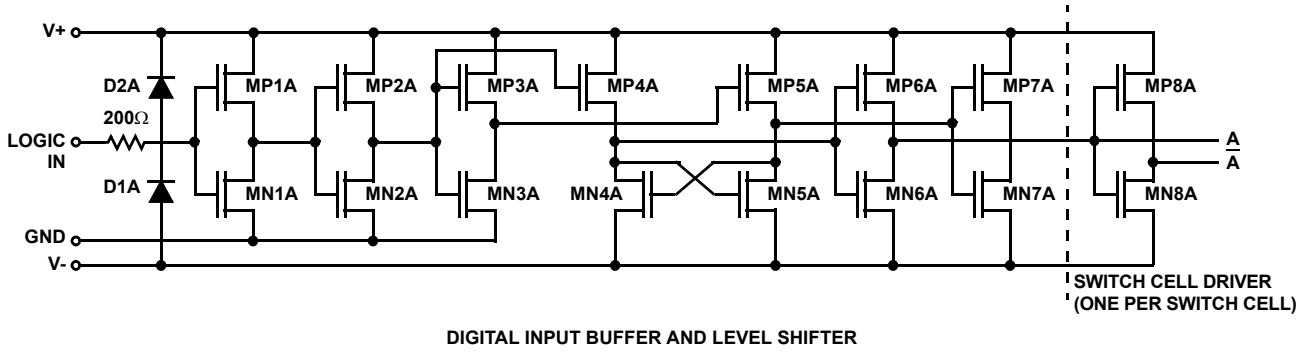 V+
D2A
MP1A
MP2A
MP3A
MP4A
MP5A
MP6A
MP7A
MP8A
200Ω
LOGIC
IN
A
A̅
D1A
MN1A
MN2A
MN3A
MN4A
MN5A
MN6A
MN7A
MN8A
GND
V-
SWITCH CELL DRIVER
(ONE PER SWITCH CELL)
DIGITAL INPUT BUFFER AND LEVEL SHIFTER